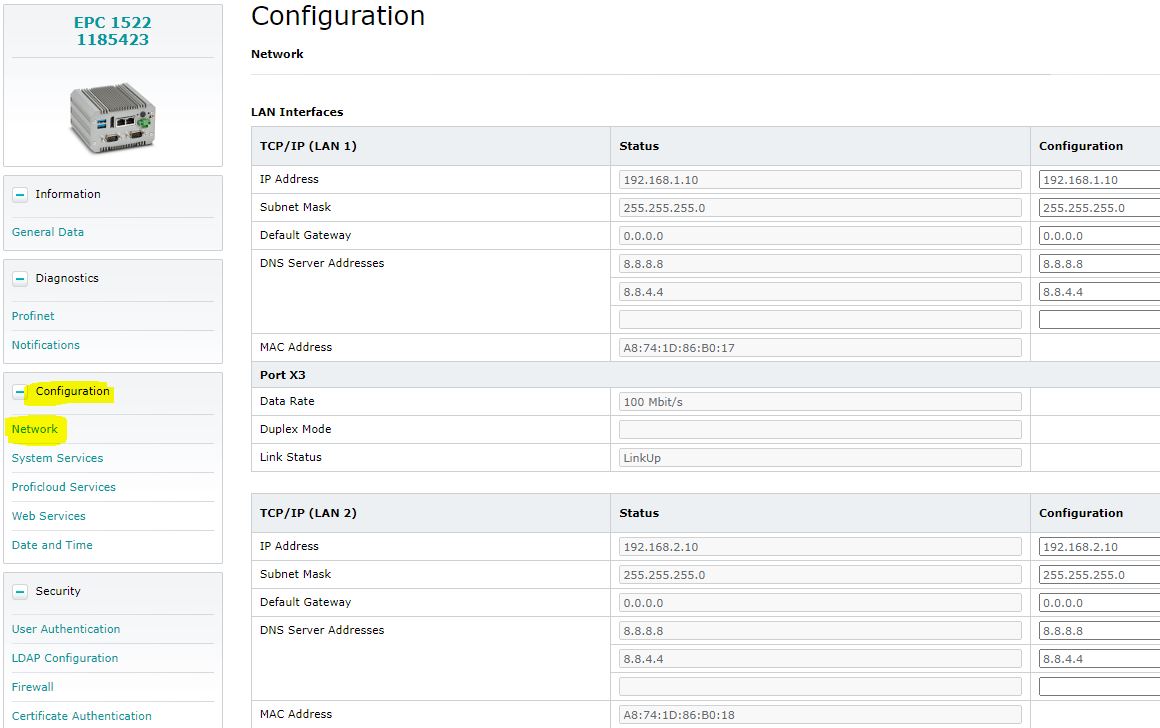 EPC 1522
1185423
Information
General Data
Diagnostics
Profinet
Notifications
Configuration
Network
System Services
Proficloud Services
Web Services
Date and Time
Security
User Authentication
LDAP Configuration
Firewall
Certificate Authentication
Configuration
Network
LAN Interfaces
TCP/IP (LAN 1) Status Configuration
IP Address 192.168.1.10 192.168.1.10
Subnet Mask 255.255.255.0 255.255.255.0
Default Gateway 0.0.0.0 0.0.0.0
DNS Server Addresses 8.8.8.8 8.8.8.8
8.8.4.4 8.8.4.4
MAC Address A8:74:1D:86:B0:17
Port X3
Data Rate 100 Mbit/s
Duplex Mode
Link Status LinkUp
TCP/IP (LAN 2) Status Configuration
IP Address 192.168.2.10 192.168.2.10
Subnet Mask 255.255.255.0 255.255.255.0
Default Gateway 0.0.0.0 0.0.0.0
DNS Server Addresses 8.8.8.8 8.8.8.8
8.8.4.4 8.8.4.4
MAC Address A8:74:1D:86:B0:18